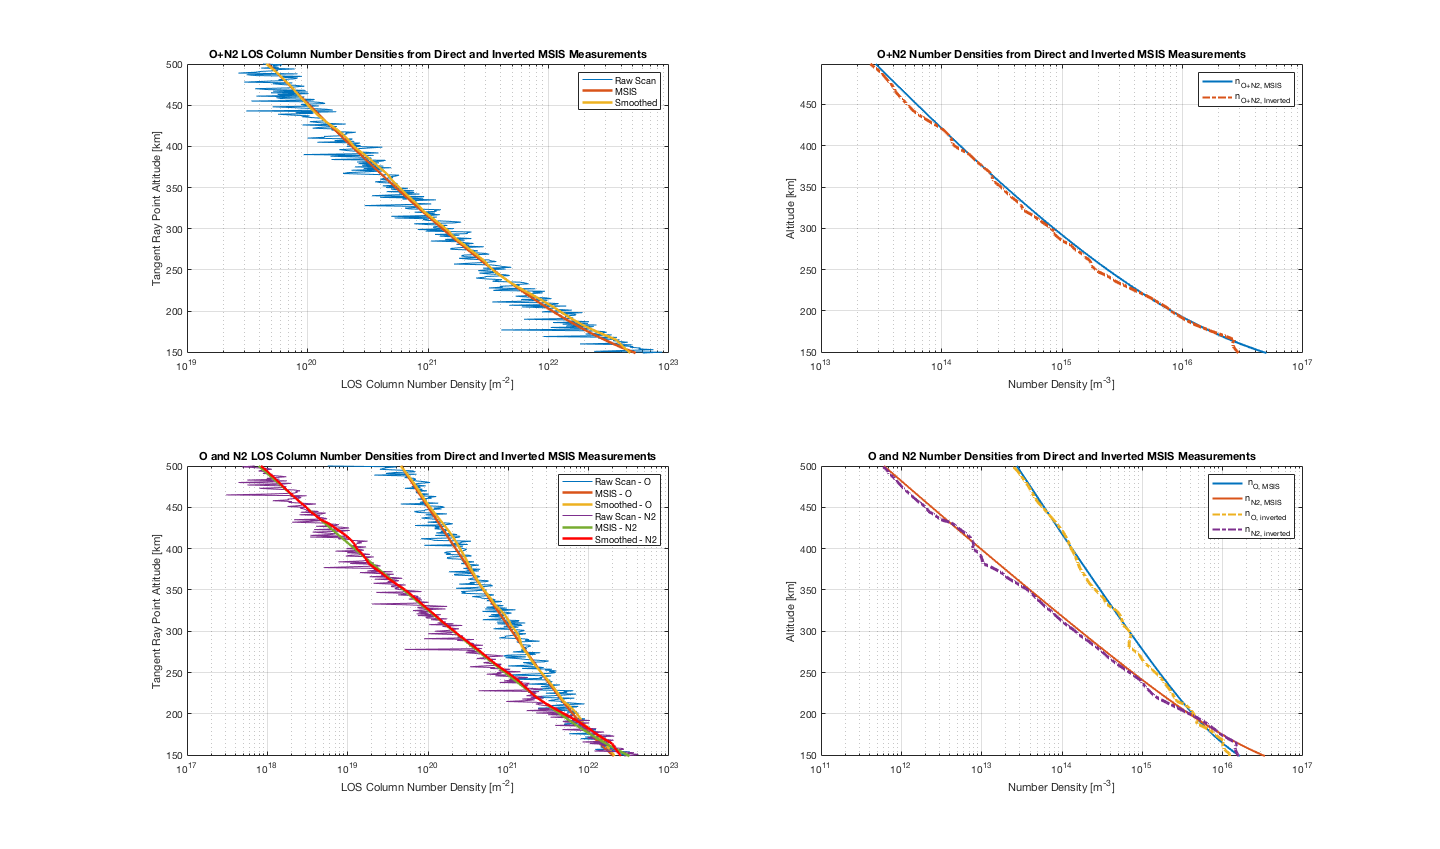 O+N2 LOS Column Number Densities from Direct and Inverted MSIS Measurements
500
450
400
350
300
250
200
150
Tangent Ray Point Altitude [km]
Raw Scan
MSIS
Smoothed
10^19 10^20 10^21 10^22 10^23
LOS Column Number Density [m^-2]
O+N2 Number Densities from Direct and Inverted MSIS Measurements
450
400
350
300
250
200
150
Altitude [km]
n_O+N2, MSIS
n_O+N2, Inverted
10^13 10^14 10^15 10^16 10^17
Number Density [m^-3]
O and N2 LOS Column Number Densities from Direct and Inverted MSIS Measurements
500
450
400
350
300
250
200
150
Tangent Ray Point Altitude [km]
Raw Scan - O
MSIS - O
Smoothed - O
Raw Scan - N2
MSIS - N2
Smoothed - N2
10^17 10^18 10^19 10^20 10^21 10^22 10^23
LOS Column Number Density [m^-2]
O and N2 Number Densities from Direct and Inverted MSIS Measurements
500
450
400
350
300
250
200
150
Altitude [km]
n_O, MSIS
n_N2, MSIS
n_O, inverted
n_N2, inverted
10^11 10^12 10^13 10^14 10^15 10^16 10^17
Number Density [m^-3]